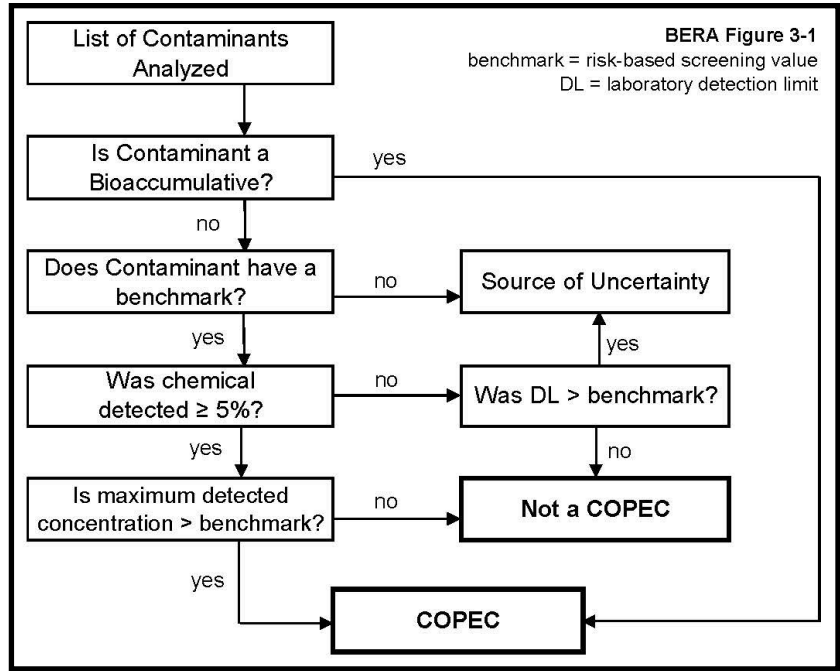 List of Contaminants
Analyzed
BERA Figure 3-1
benchmark = risk-based screening value
DL = laboratory detection limit
Is Contaminant a
Bioaccumulative?
yes
no
Does Contaminant have a
benchmark?
no
Source of Uncertainty
yes
yes
Was chemical
detected ≥ 5%?
no
Was DL > benchmark?
yes
no
Is maximum detected
concentration > benchmark?
no
Not a COPEC
yes
COPEC